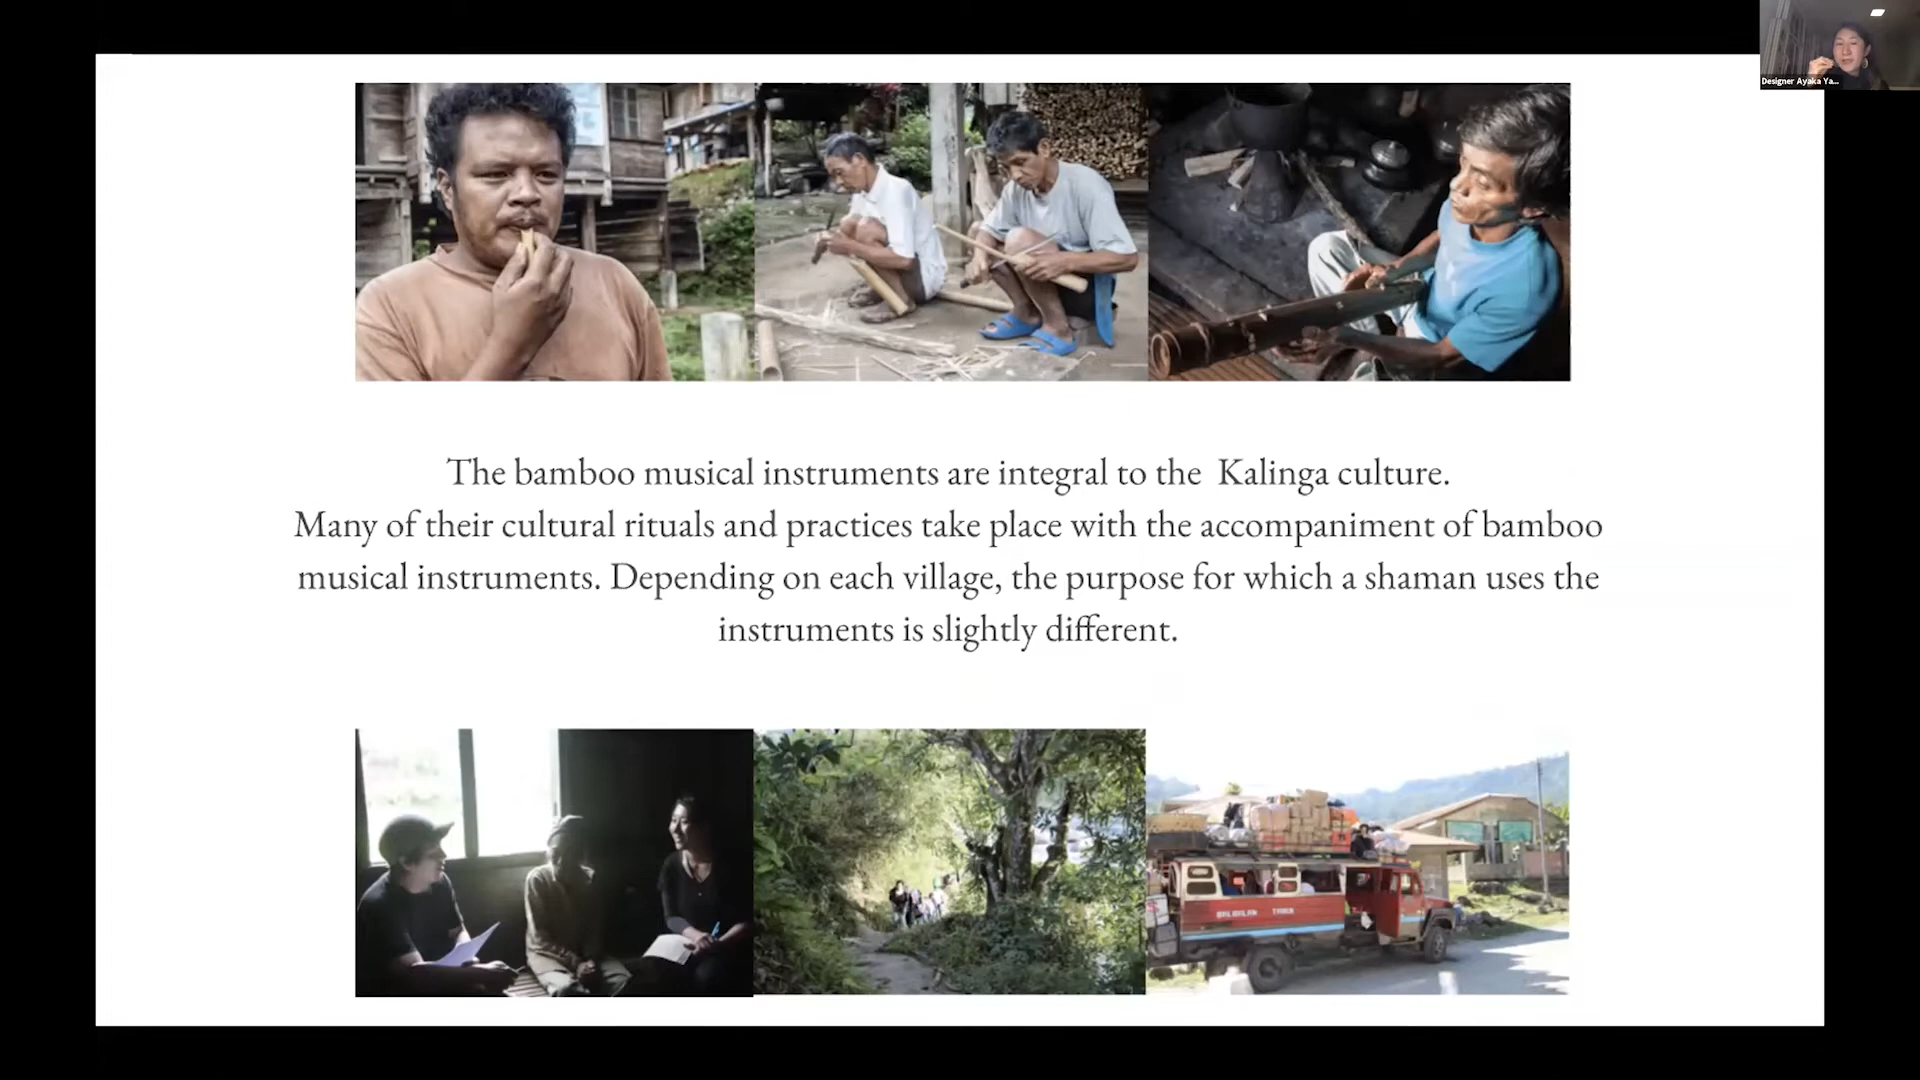 Designer Ayaka Ya...
The bamboo musical instruments are integral to the Kalinga culture.
Many of their cultural rituals and practices take place with the accompaniment of bamboo
musical instruments. Depending on each village, the purpose for which a shaman uses the
instruments is slightly different.
BALBALAN